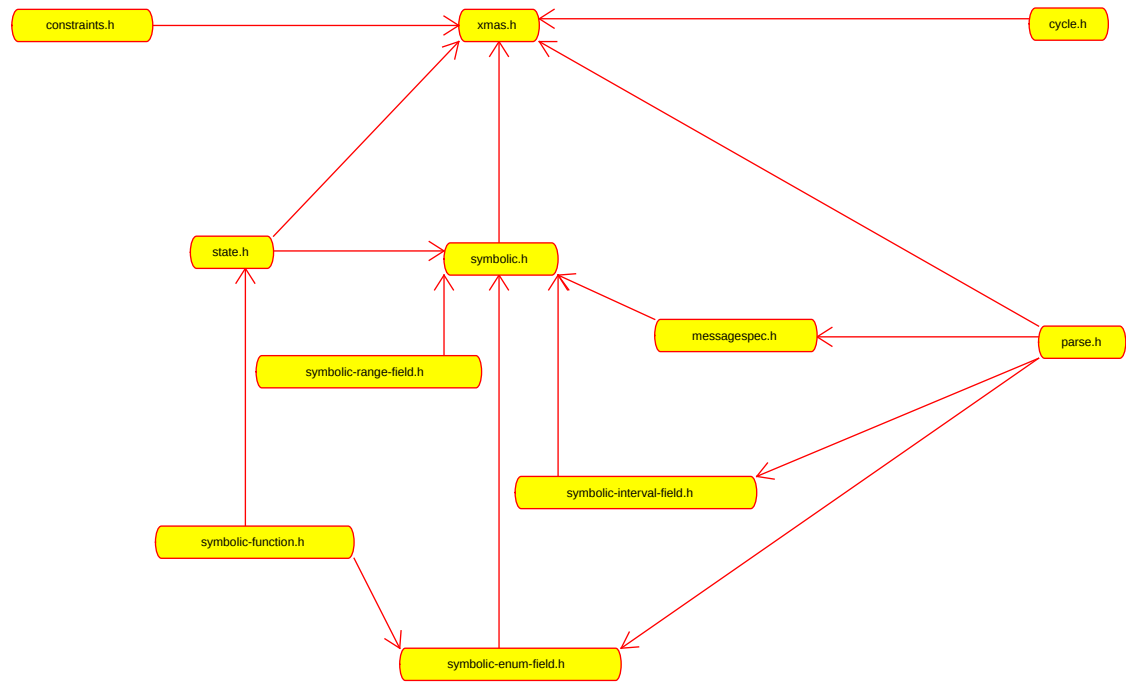 constraints.h
xmas.h
cycle.h
state.h
symbolic.h
messagespec.h
parse.h
symbolic-range-field.h
symbolic-interval-field.h
symbolic-function.h
symbolic-enum-field.h